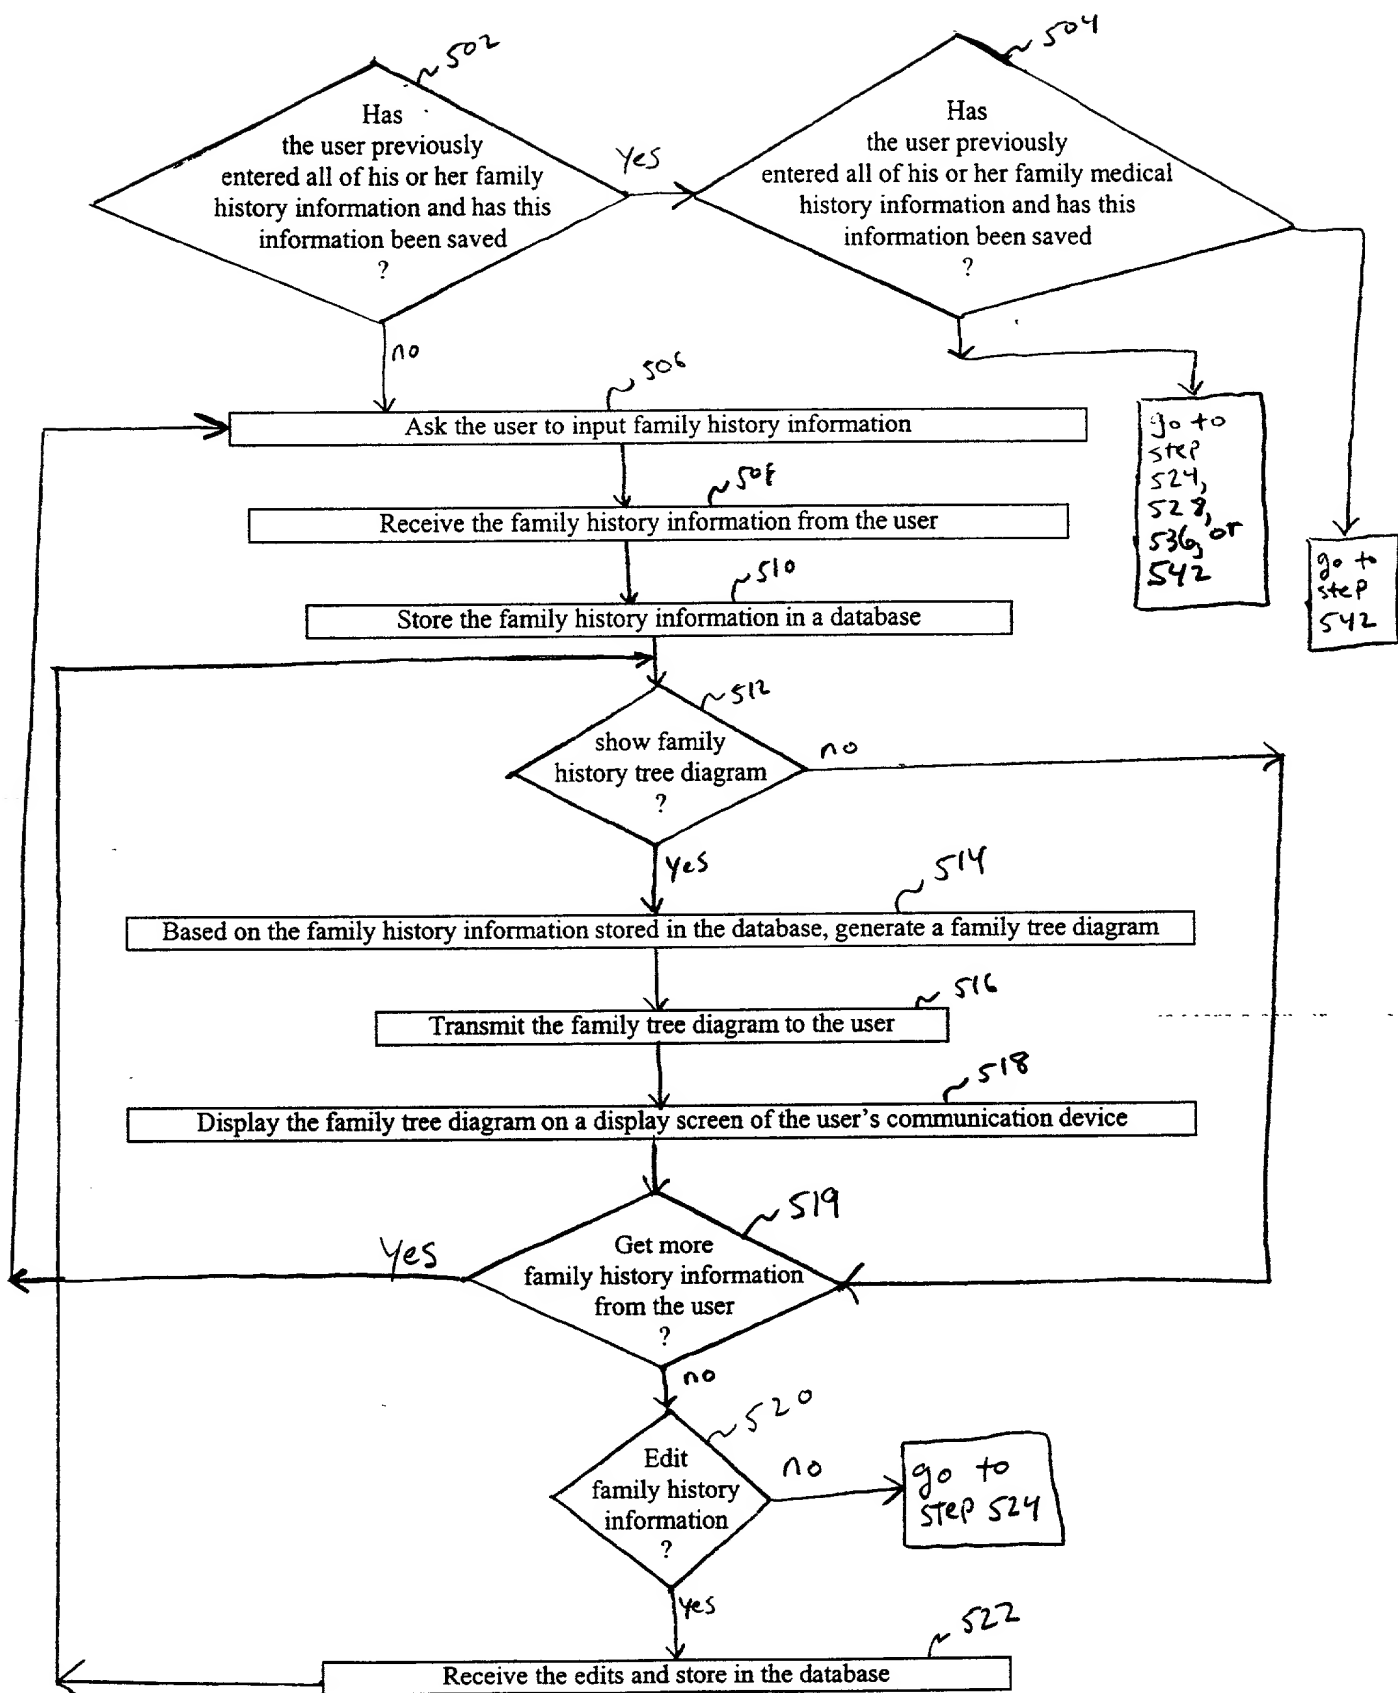 502
Has
the user previously
entered all of his or her family
history information and has this
information been saved
?
yes
504
Has
the user previously
entered all of his or her family medical
history information and has this
information been saved
?
no
506
Ask the user to input family history information
go to
step
524,
528,
536, or
542
go to
step
542
508
Receive the family history information from the user
510
Store the family history information in a database
512
show family
history tree diagram
?
no
yes
514
Based on the family history information stored in the database, generate a family tree diagram
516
Transmit the family tree diagram to the user
518
Display the family tree diagram on a display screen of the user's communication device
519
Get more
family history information
from the user
?
Yes
no
520
Edit
family history
information
?
no
go to
step 524
yes
522
Receive the edits and store in the database